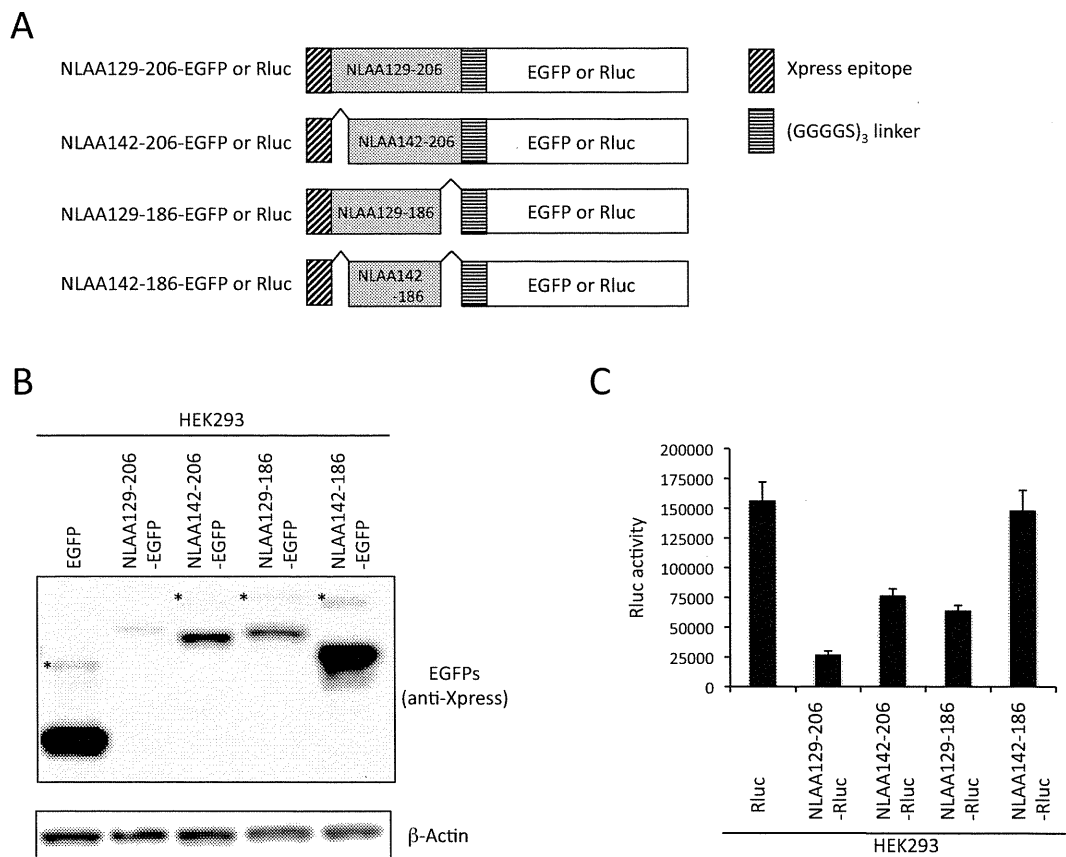 A
NLAA129-206-EGFP or Rluc
NLAA129-206
EGFP or Rluc
NLAA142-206-EGFP or Rluc
NLAA142-206
EGFP or Rluc
NLAA129-186-EGFP or Rluc
NLAA129-186
EGFP or Rluc
NLAA142-186-EGFP or Rluc
NLAA142
-186
EGFP or Rluc
Xpress epitope
(GGGGS)3 linker
B
HEK293
EGFP
NLAA129-206
-EGFP
NLAA142-206
-EGFP
NLAA129-186
-EGFP
NLAA142-186
-EGFP
*
*
*
*
EGFPs
(anti-Xpress)
β-Actin
C
Rluc activity
200000
175000
150000
125000
100000
75000
50000
25000
0
Rluc
NLAA129-206
-Rluc
NLAA142-206
-Rluc
NLAA129-186
-Rluc
NLAA142-186
-Rluc
HEK293